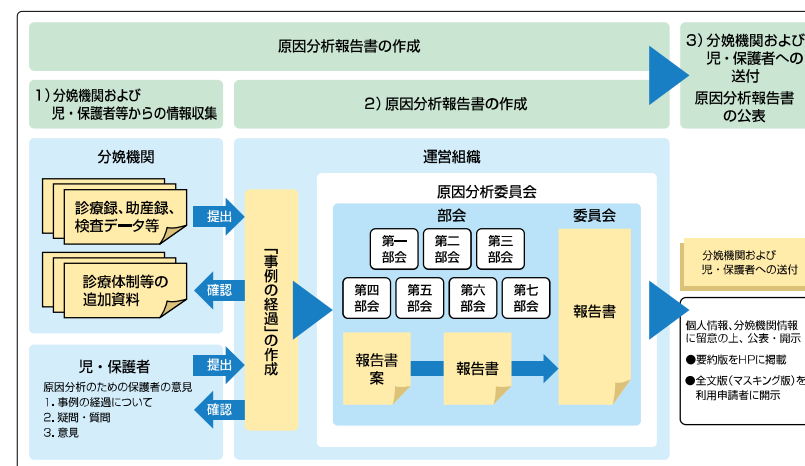 原因分析報告書の作成
3）分娩機関および
児・保護者への
送付
原因分析報告書
の公表
1）分娩機関および
児・保護者等からの情報収集
2）原因分析報告書の作成
分娩機関
診療録、助産録、
検査データ等
提出
診療体制等の
追加資料
確認
児・保護者
原因分析のための保護者の意見
1. 事例の経過について
2. 疑問・質問
3. 意見
提出
確認
運営組織
「事例の経過」の作成
原因分析委員会
部会
第一
部会
第二
部会
第三
部会
第四
部会
第五
部会
第六
部会
第七
部会
報告書
案
報告書
委員会
報告書
分娩機関および
児・保護者への送付
個人情報、分娩機関情報
に留意の上、公表・開示
●要約版をHPに掲載
●全文版（マスキング版）を
利用申請者に開示